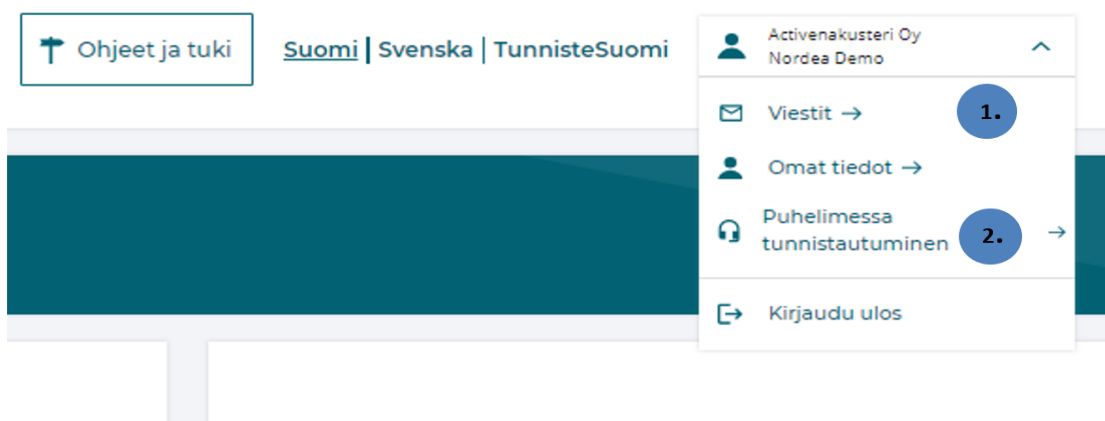 Ohjeet ja tuki
Suomi | Svenska | TunnisteSuomi
Activenakusteri Oy
Nordea Demo
Viestit → 1.
Omat tiedot →
Puhelimessa
tunnistautuminen 2. →
Kirjaudu ulos